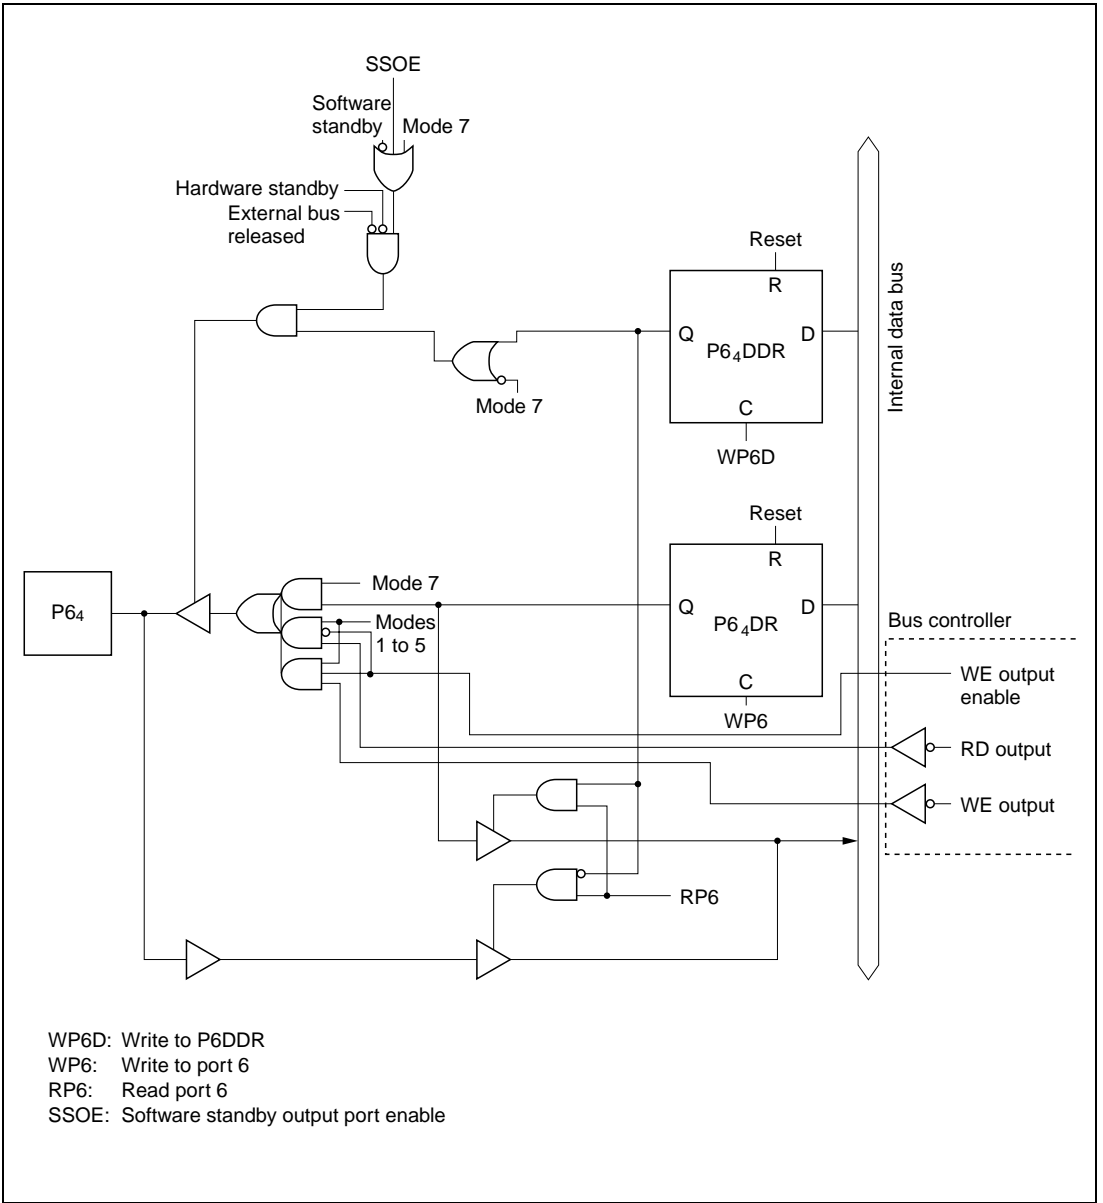 SSOE
Software
standby
Mode 7
Hardware standby
External bus
released
Reset
R
Q
D
P6₄DDR
C
WP6D
Mode 7
Internal data bus
Reset
R
Q
D
P6₄DR
C
WP6
P6₄
Mode 7
Modes
1 to 5
Bus controller
WE output
enable
RD output
WE output
RP6
WP6D: Write to P6DDR
WP6: Write to port 6
RP6: Read port 6
SSOE: Software standby output port enable